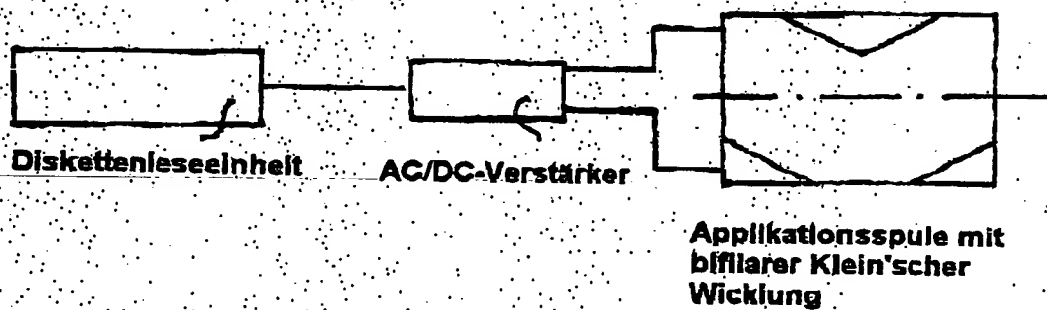 Diskettenleseeinheit
AC/DC-Verstärker
Applikationsspule mit
bifilarer Klein'scher
Wicklung